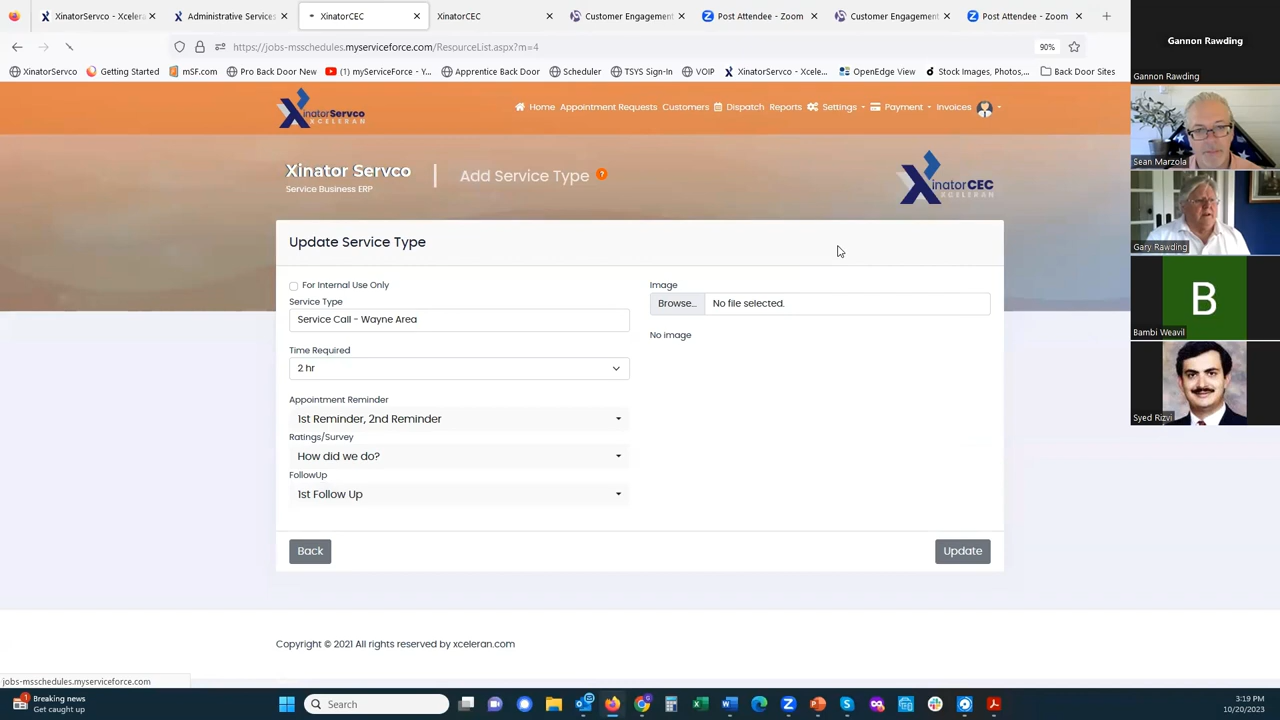 XinatorServco - Xcelera
Administrative Services
XinatorCEC
XinatorCEC
Customer Engagement
Post Attendee - Zoom
Customer Engagement
Post Attendee - Zoom
https://jobs-msschedules.myserviceforce.com/ResourceList.aspx?m=4
90%
XinatorServco
Getting Started
mSF.com
Pro Back Door New
(1) myServiceForce - Y...
Apprentice Back Door
Scheduler
TSYS Sign-In
VOIP
XinatorServco - Xcele...
OpenEdge View
Stock Images, Photos,...
Back Door Sites
XinatorServco
XCELERAN
Home Appointment Requests Customers Dispatch Reports Settings Payment Invoices
Xinator Servco
Service Business ERP
Add Service Type ?
XinatorCEC
XCELERAN
Update Service Type
For Internal Use Only
Service Type
Service Call - Wayne Area
Time Required
2 hr
Appointment Reminder
1st Reminder, 2nd Reminder
Ratings/Survey
How did we do?
FollowUp
1st Follow Up
Image
Browse... No file selected.
No image
Back
Update
Copyright © 2021 All rights reserved by xceleran.com
jobs-msschedules.myserviceforce.com
1
Breaking news
Get caught up
Search
3:19 PM
10/20/2023
Gannon Rawding
Gannon Rawding
Sean Marzola
Gary Rawding
B
Bambi Weavil
Syed Rizvi